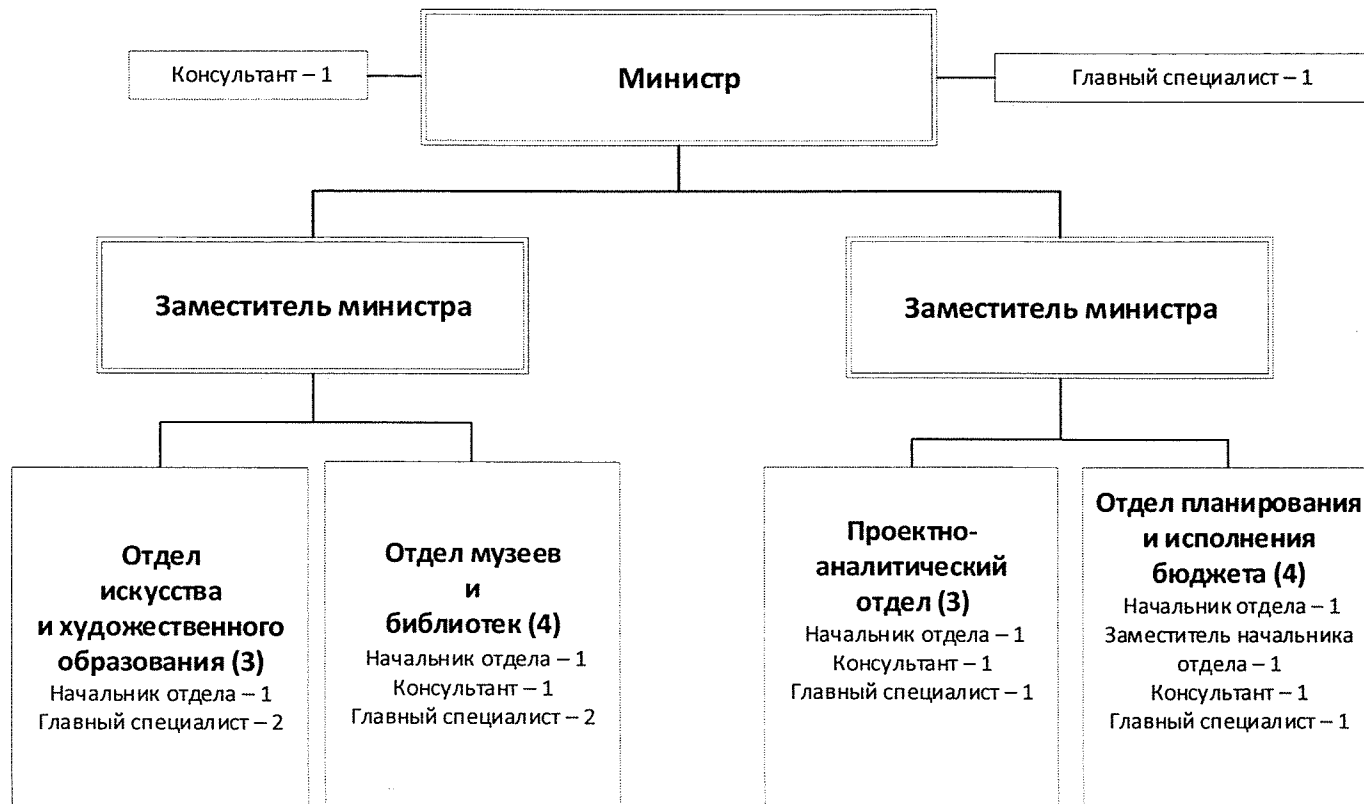 Министр
Консультант – 1
Главный специалист – 1
Заместитель министра
Заместитель министра
Отдел
искусства
и художественного
образования (3)
Начальник отдела – 1
Главный специалист – 2
Отдел музеев
и
библиотек (4)
Начальник отдела – 1
Консультант – 1
Главный специалист – 2
Проектно-
аналитический
отдел (3)
Начальник отдела – 1
Консультант – 1
Главный специалист – 1
Отдел планирования
и исполнения
бюджета (4)
Начальник отдела – 1
Заместитель начальника
отдела – 1
Консультант – 1
Главный специалист – 1